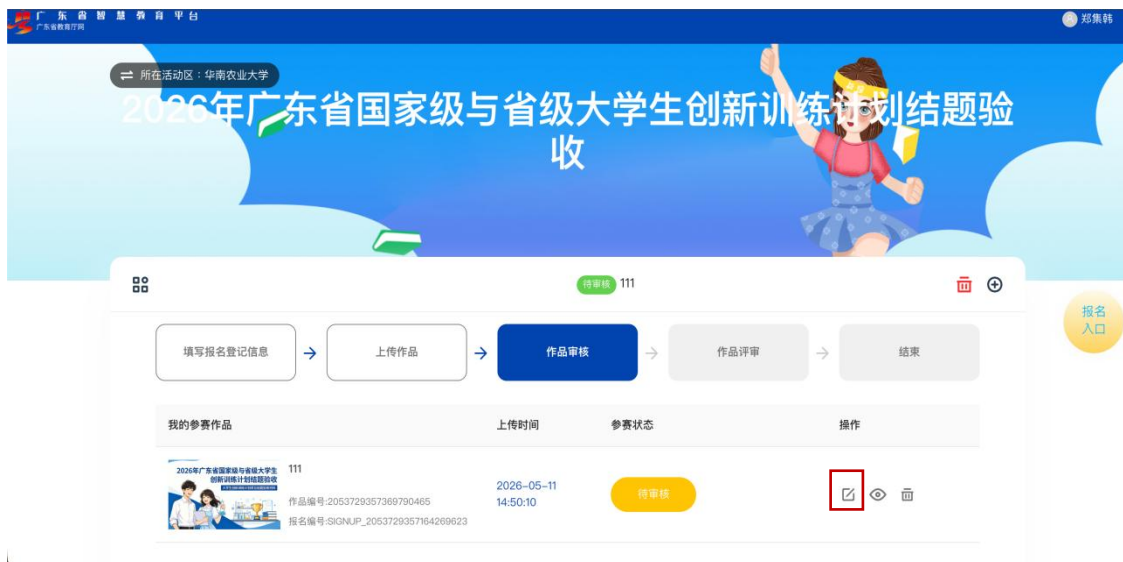 广东省智慧教育平台
广东省教育厅网
郑集韩
所在活动区：华南农业大学
2026年广东省国家级与省级大学生创新训练计划结题验
收
待审核 111
报名
入口
填写报名登记信息
上传作品
作品审核
作品评审
结束
我的参赛作品 上传时间 参赛状态 操作
2026年广东省国家级与省级大学生
创新训练计划结题验收
111
作品编号:2053729357369790465
报名编号:SIGNUP_2053729357164269623
2026-05-11
14:50:10
待审核